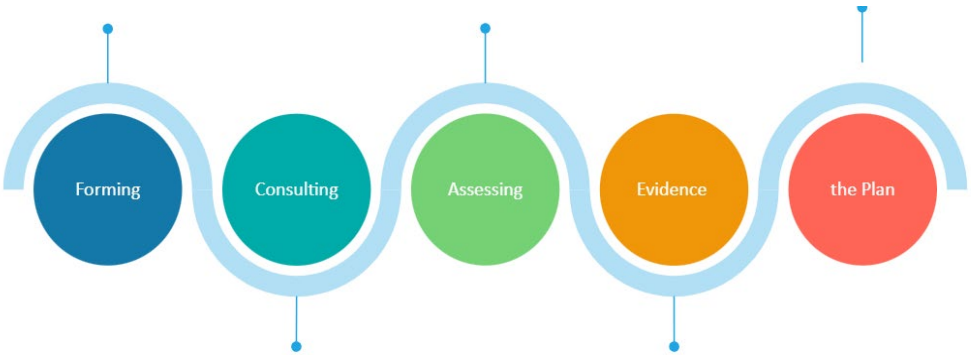 Forming
Consulting
Assessing
Evidence
the Plan